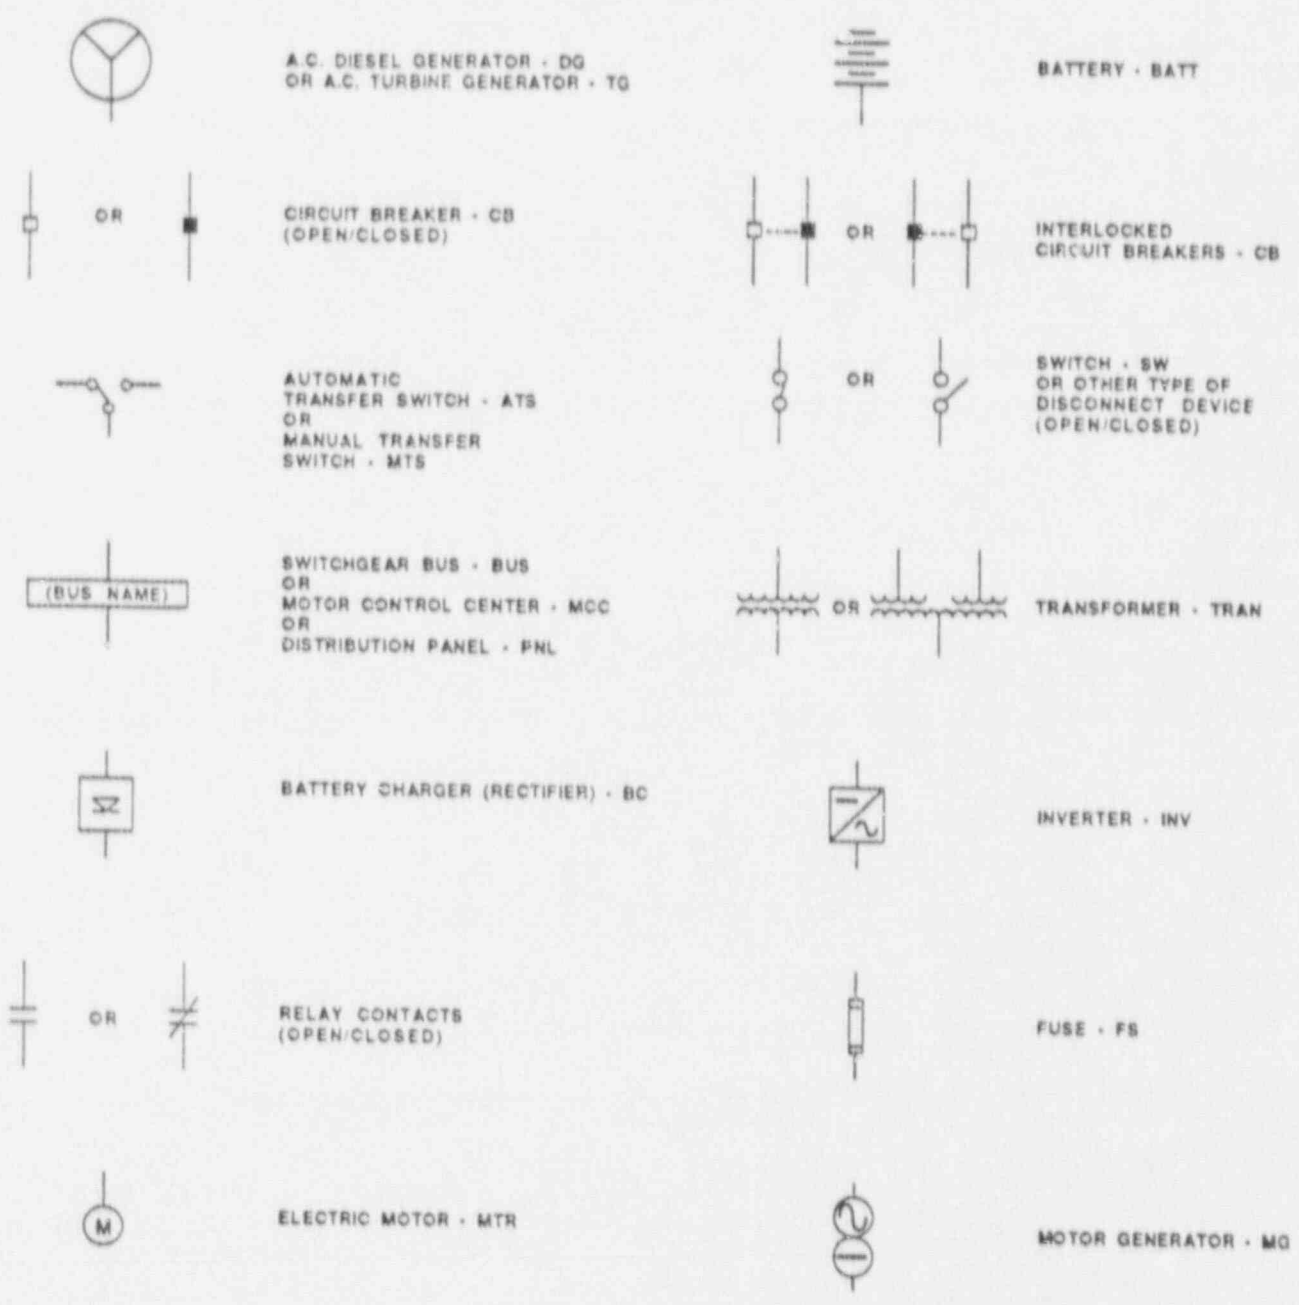 A.C. DIESEL GENERATOR - DG
OR A.C. TURBINE GENERATOR - TG
BATTERY - BATT
OR
CIRCUIT BREAKER - CB
(OPEN/CLOSED)
OR
INTERLOCKED
CIRCUIT BREAKERS - CB
AUTOMATIC
TRANSFER SWITCH - ATS
OR
MANUAL TRANSFER
SWITCH - MTS
OR
SWITCH - SW
OR OTHER TYPE OF
DISCONNECT DEVICE
(OPEN/CLOSED)
(BUS NAME)
SWITCHGEAR BUS - BUS
OR
MOTOR CONTROL CENTER - MCC
OR
DISTRIBUTION PANEL - PNL
OR
TRANSFORMER - TRAN
BATTERY CHARGER (RECTIFIER) - BC
INVERTER - INV
OR
RELAY CONTACTS
(OPEN/CLOSED)
FUSE - FS
M
ELECTRIC MOTOR - MTR
MOTOR GENERATOR - MG